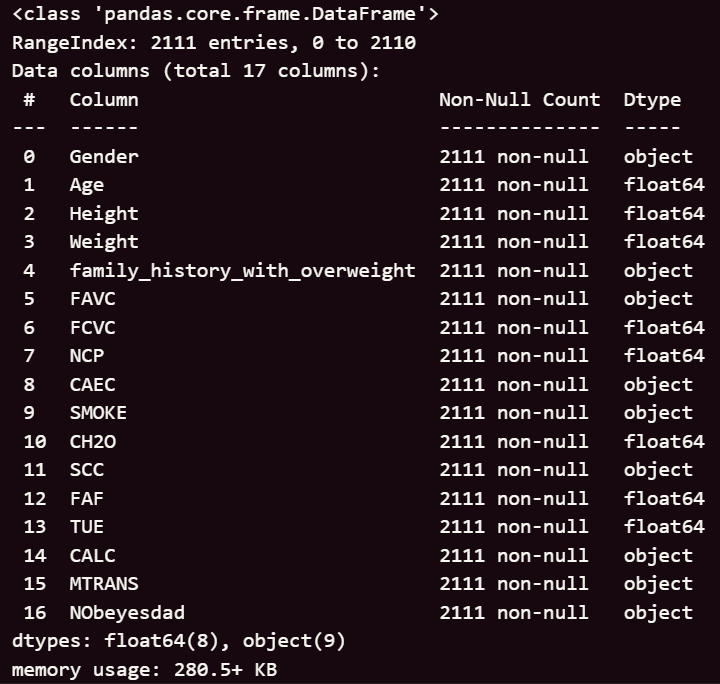 <class 'pandas.core.frame.DataFrame'>
RangeIndex: 2111 entries, 0 to 2110
Data columns (total 17 columns):
 #   Column                          Non-Null Count  Dtype
---  ------                          --------------  -----
 0   Gender                          2111 non-null   object
 1   Age                             2111 non-null   float64
 2   Height                          2111 non-null   float64
 3   Weight                          2111 non-null   float64
 4   family_history_with_overweight  2111 non-null   object
 5   FAVC                            2111 non-null   object
 6   FCVC                            2111 non-null   float64
 7   NCP                             2111 non-null   float64
 8   CAEC                            2111 non-null   object
 9   SMOKE                           2111 non-null   object
 10  CH2O                            2111 non-null   float64
 11  SCC                             2111 non-null   object
 12  FAF                             2111 non-null   float64
 13  TUE                             2111 non-null   float64
 14  CALC                            2111 non-null   object
 15  MTRANS                          2111 non-null   object
 16  NObeyesdad                      2111 non-null   object
dtypes: float64(8), object(9)
memory usage: 280.5+ KB